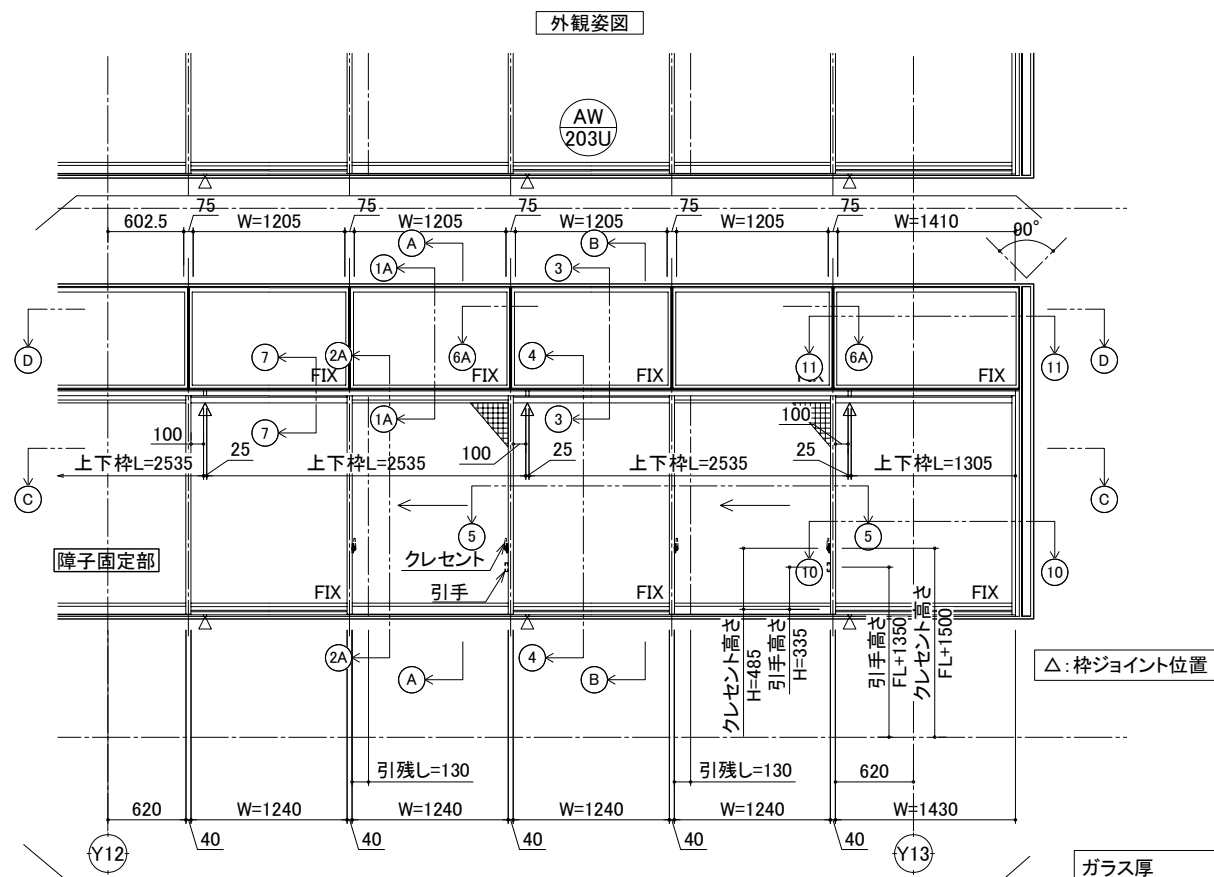 外観姿図
AW
203U
602.5 75 W=1205 75 W=1205 75 W=1205 75 W=1205 75 W=1410
90°
A B
1A 3
D 7 2A 6A 4 11 6A 11 D
FIX FIX FIX FIX FIX
1A 3
100 7 100 100
25 25 25
上下枠L=2535 上下枠L=2535 上下枠L=2535 上下枠L=1305
C C
5 5
障子固定部
クレセント
引手
10 10
FIX FIX FIX
クレセント高さ
H=485
引手高さ
H=335
引手高さ
FL+1350
クレセント高さ
FL+1500
2A 4
A B
△:枠ジョイント位置
引残し=130 引残し=130
620 W=1240 W=1240 W=1240 W=1240 620 W=1430
40 40 40 40 40
Y12 Y13
ガラス厚